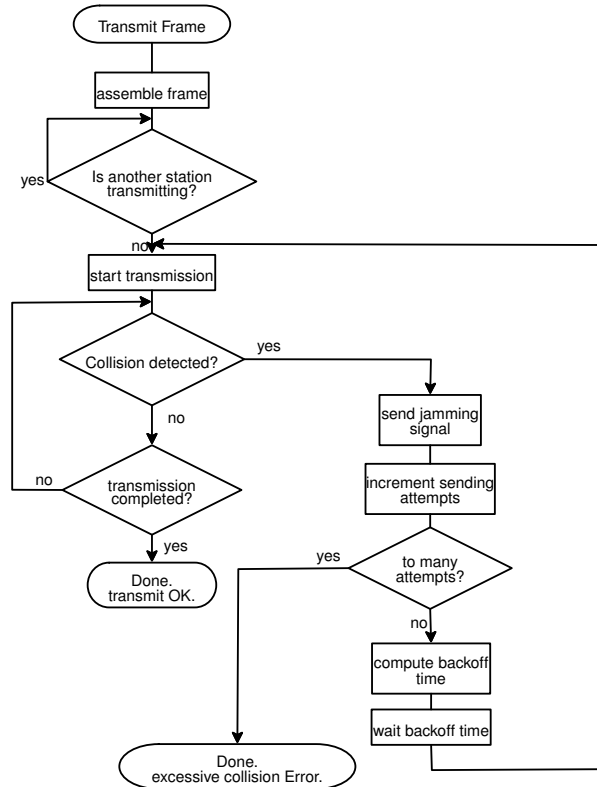 Transmit Frame
assemble frame
Is another station
transmitting?
yes
no
start transmission
Collision detected?
yes
no
send jamming
signal
increment sending
attempts
transmission
completed?
no
yes
Done.
transmit OK.
to many
attempts?
yes
no
compute backoff
time
wait backoff time
Done.
excessive collision Error.